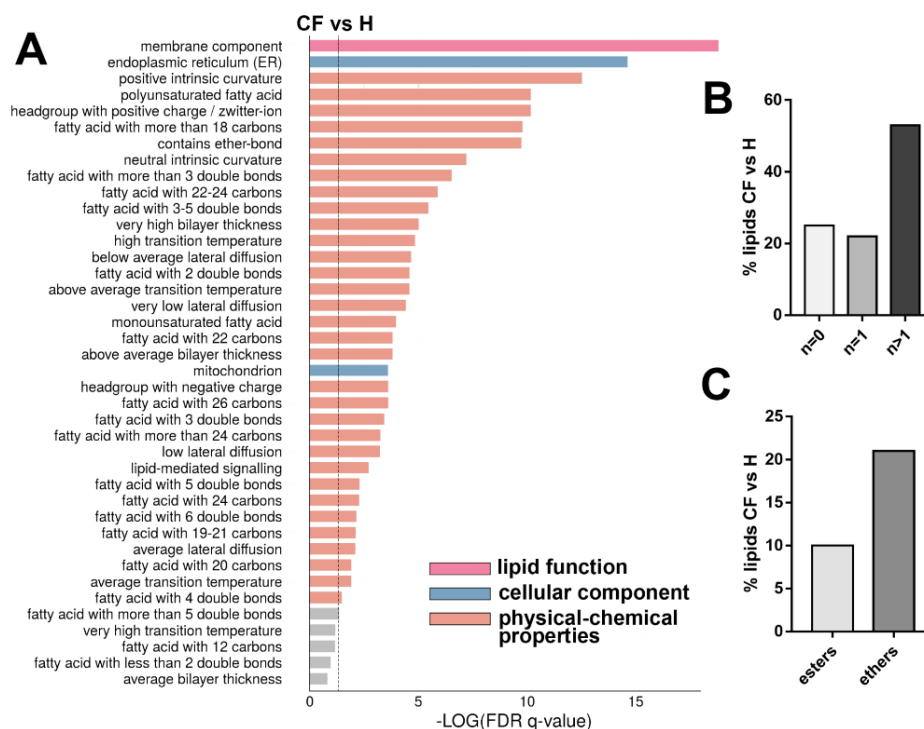 A
CF vs H
membrane component
endoplasmic reticulum (ER)
positive intrinsic curvature
polyunsaturated fatty acid
headgroup with positive charge / zwitter-ion
fatty acid with more than 18 carbons
contains ether-bond
neutral intrinsic curvature
fatty acid with more than 3 double bonds
fatty acid with 22-24 carbons
fatty acid with 3-5 double bonds
very high bilayer thickness
high transition temperature
below average lateral diffusion
fatty acid with 2 double bonds
above average transition temperature
very low lateral diffusion
monounsaturated fatty acid
fatty acid with 22 carbons
above average bilayer thickness
mitochondrion
headgroup with negative charge
fatty acid with 26 carbons
fatty acid with 3 double bonds
fatty acid with more than 24 carbons
low lateral diffusion
lipid-mediated signalling
fatty acid with 5 double bonds
fatty acid with 24 carbons
fatty acid with 6 double bonds
fatty acid with 19-21 carbons
average lateral diffusion
fatty acid with 20 carbons
average transition temperature
fatty acid with 4 double bonds
fatty acid with more than 5 double bonds
very high transition temperature
fatty acid with 12 carbons
fatty acid with less than 2 double bonds
average bilayer thickness
0 5 10 15
-LOG(FDR q-value)
lipid function
cellular component
physical-chemical
properties
B
% lipids CF vs H
60
40
20
0
n=0 n=1 n>1
C
% lipids CF vs H
25
20
15
10
5
0
esters ethers